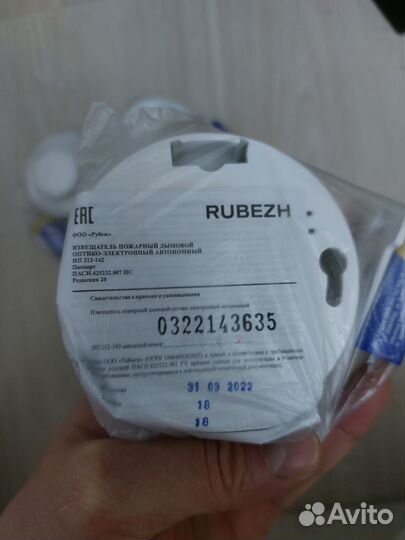 EAC
RUBEZH
ООО «Рубеж»
ИЗВЕЩАТЕЛЬ ПОЖАРНЫЙ ДЫМОВОЙ
ОПТИКО-ЭЛЕКТРОННЫЙ АВТОНОМНЫЙ
ИП 212-142
Паспорт
ПАСН.425232.007 ПС
Редакция 20
Свидетельство о приемке и упаковывании
Извещатель пожарный дымовой оптико-электронный автономный
0322143635
ИП 212-142 заводской номер
31 03 2022
18
18
Avito